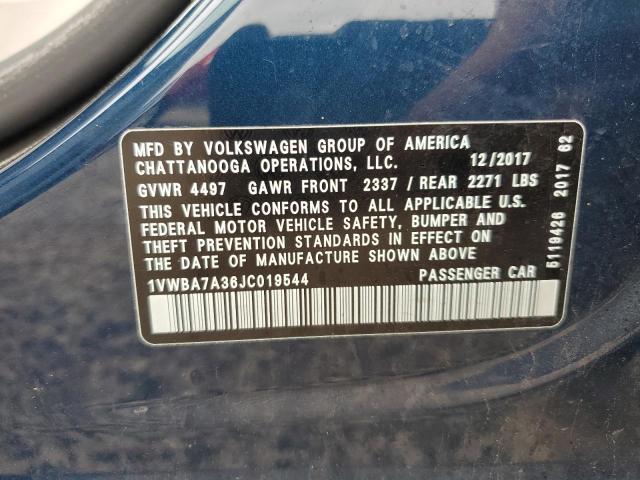 MFD BY VOLKSWAGEN GROUP OF AMERICA
CHATTANOOGA OPERATIONS, LLC. 12/2017
GVWR 4497 GAWR FRONT 2337 / REAR 2271 LBS
THIS VEHICLE CONFORMS TO ALL APPLICABLE U.S.
FEDERAL MOTOR VEHICLE SAFETY, BUMPER AND
THEFT PREVENTION STANDARDS IN EFFECT ON
THE DATE OF MANUFACTURE SHOWN ABOVE
1VWBA7A36JC019544 PASSENGER CAR
5119426 2017 62